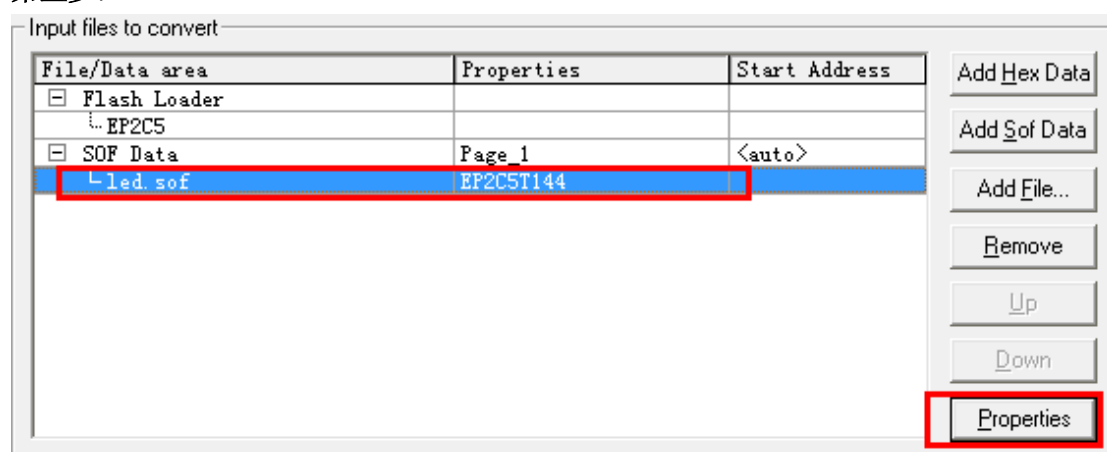 Input files to convert
File/Data area Properties Start Address
Flash Loader
EP2C5
SOF Data Page_1 <auto>
led.sof EP2C5T144
Add Hex Data
Add Sof Data
Add File...
Remove
Up
Down
Properties